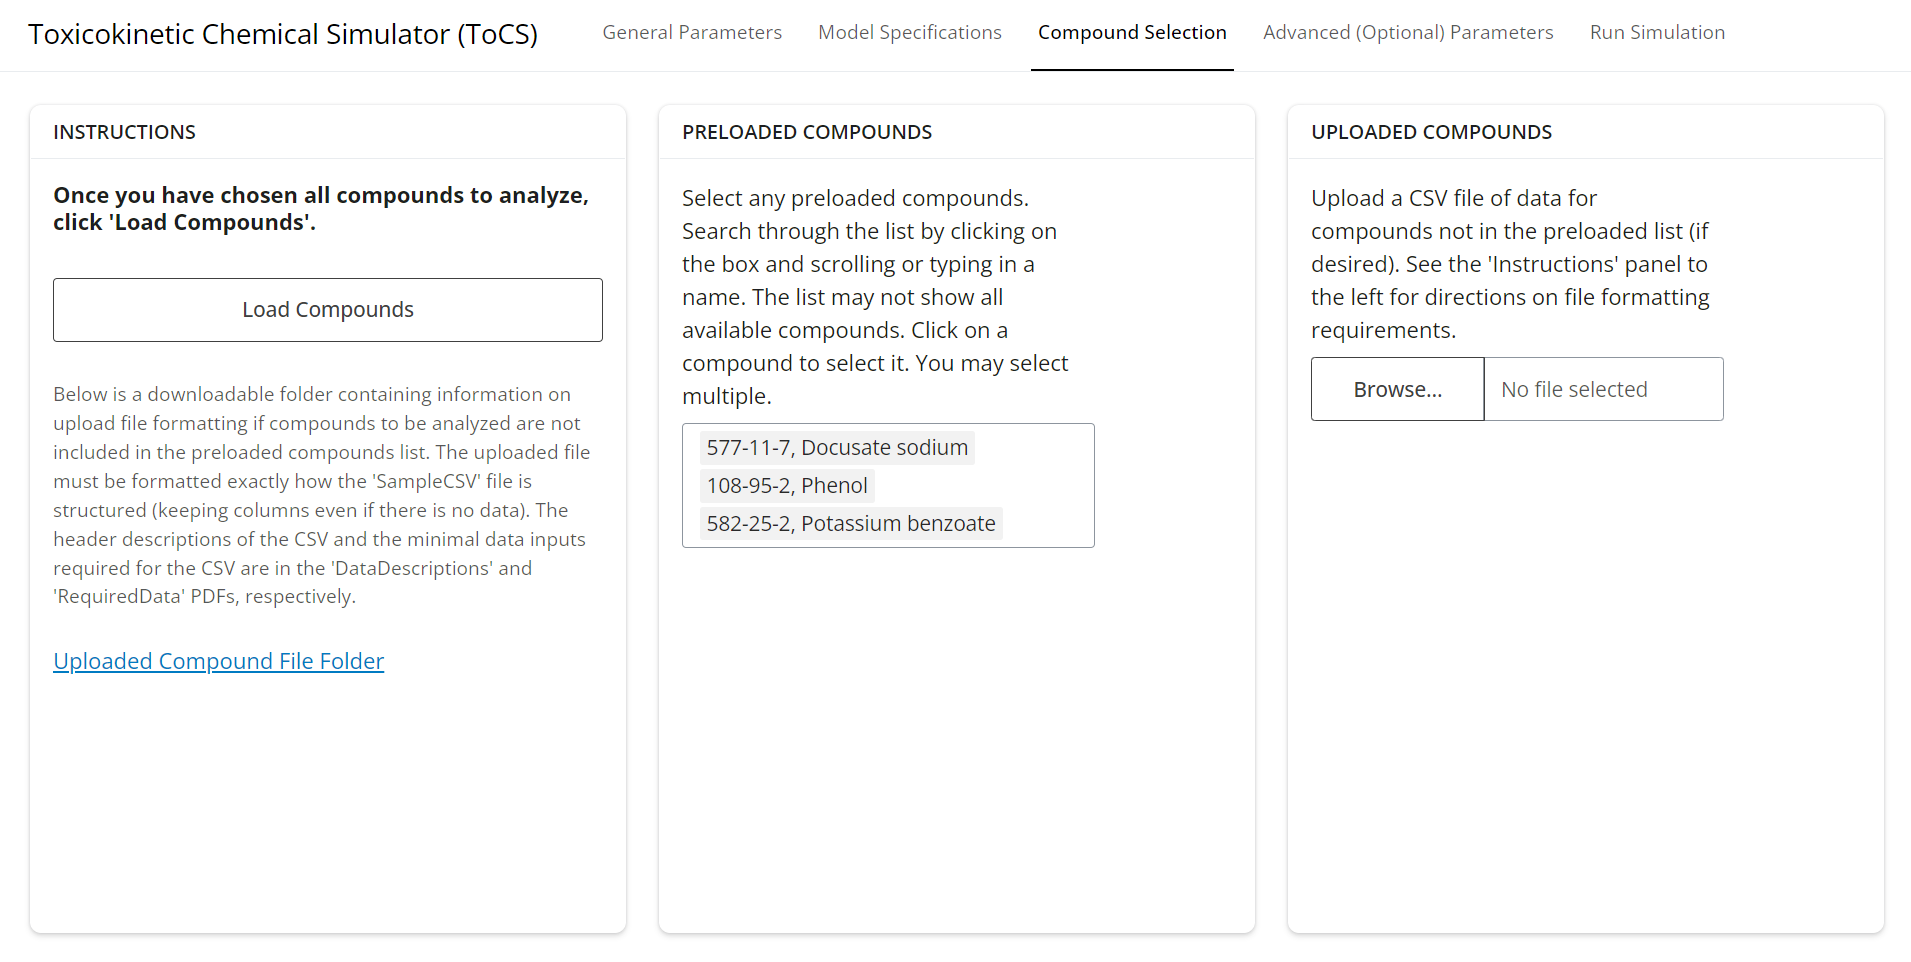 Toxicokinetic Chemical Simulator (ToCS)
General Parameters
Model Specifications
Compound Selection
Advanced (Optional) Parameters
Run Simulation
INSTRUCTIONS
Once you have chosen all compounds to analyze,
click 'Load Compounds'.
Load Compounds
Below is a downloadable folder containing information on
upload file formatting if compounds to be analyzed are not
included in the preloaded compounds list. The uploaded file
must be formatted exactly how the 'SampleCSV' file is
structured (keeping columns even if there is no data). The
header descriptions of the CSV and the minimal data inputs
required for the CSV are in the 'DataDescriptions' and
'RequiredData' PDFs, respectively.
Uploaded Compound File Folder
PRELOADED COMPOUNDS
Select any preloaded compounds.
Search through the list by clicking on
the box and scrolling or typing in a
name. The list may not show all
available compounds. Click on a
compound to select it. You may select
multiple.
577-11-7, Docusate sodium
108-95-2, Phenol
582-25-2, Potassium benzoate
UPLOADED COMPOUNDS
Upload a CSV file of data for
compounds not in the preloaded list (if
desired). See the 'Instructions' panel to
the left for directions on file formatting
requirements.
Browse...
No file selected